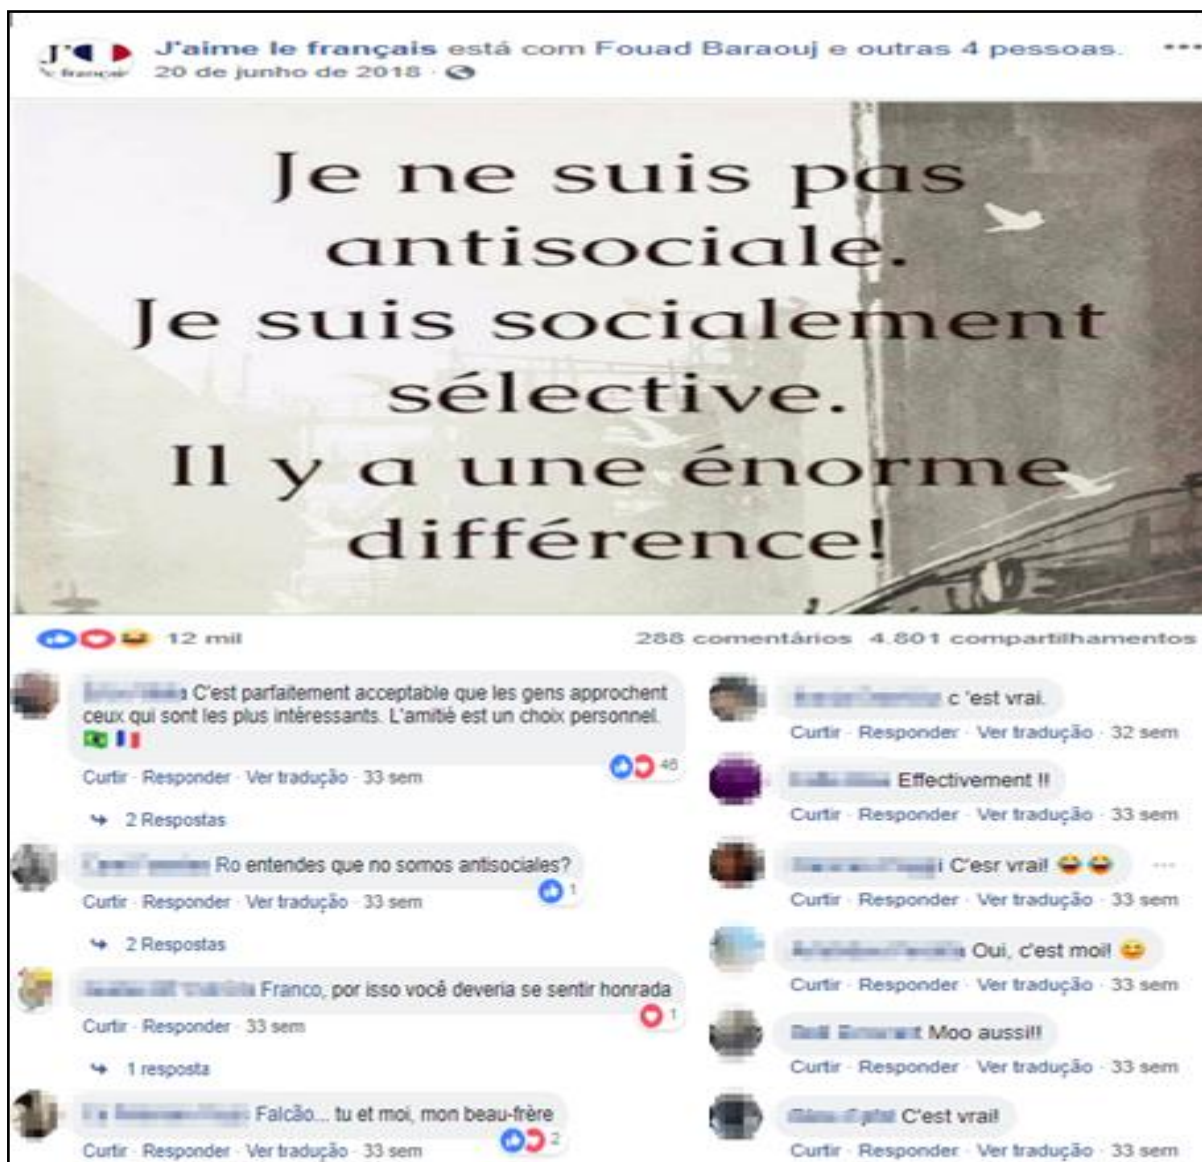 J'aime le français está com Fouad Baraouj e outras 4 pessoas.
20 de junho de 2018
Je ne suis pas
antisociale.
Je suis socialement
sélective.
Il y a une énorme
différence!
12 mil
288 comentários 4.801 compartilhamentos
C'est parfaitement acceptable que les gens approchent
ceux qui sont les plus intéressants. L'amitié est un choix personnel.
46
Curtir · Responder · Ver tradução · 33 sem
2 Respostas
Ro entendes que no somos antisociales?
1
Curtir · Responder · Ver tradução · 33 sem
2 Respostas
Franco, por isso você deveria se sentir honrada
1
Curtir · Responder · 33 sem
1 resposta
Falcão... tu et moi, mon beau-frère
2
Curtir · Responder · Ver tradução · 33 sem
c 'est vrai.
Curtir · Responder · Ver tradução · 32 sem
Effectivement !!
Curtir · Responder · Ver tradução · 33 sem
C'esr vrai!
Curtir · Responder · Ver tradução · 33 sem
Oui, c'est moi!
Curtir · Responder · Ver tradução · 33 sem
Moo aussi!!
Curtir · Responder · Ver tradução · 33 sem
C'est vrai!
Curtir · Responder · Ver tradução · 33 sem